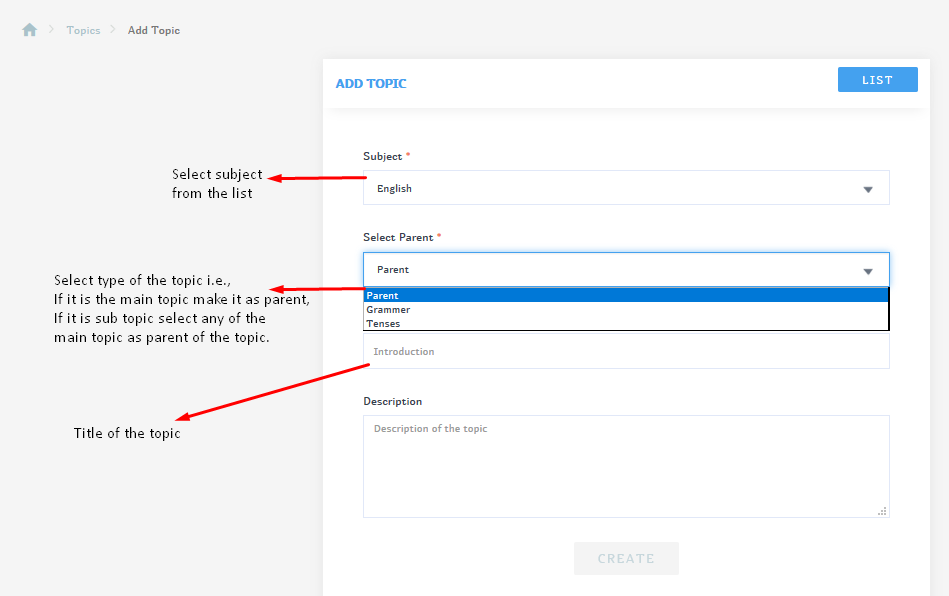 Topics
Add Topic
ADD TOPIC
LIST
Subject *
Select subject
from the list
English
Select Parent *
Parent
Select type of the topic i.e.,
If it is the main topic make it as parent,
If it is sub topic select any of the
main topic as parent of the topic.
Parent
Grammer
Tenses
Introduction
Description
Description of the topic
Title of the topic
CREATE